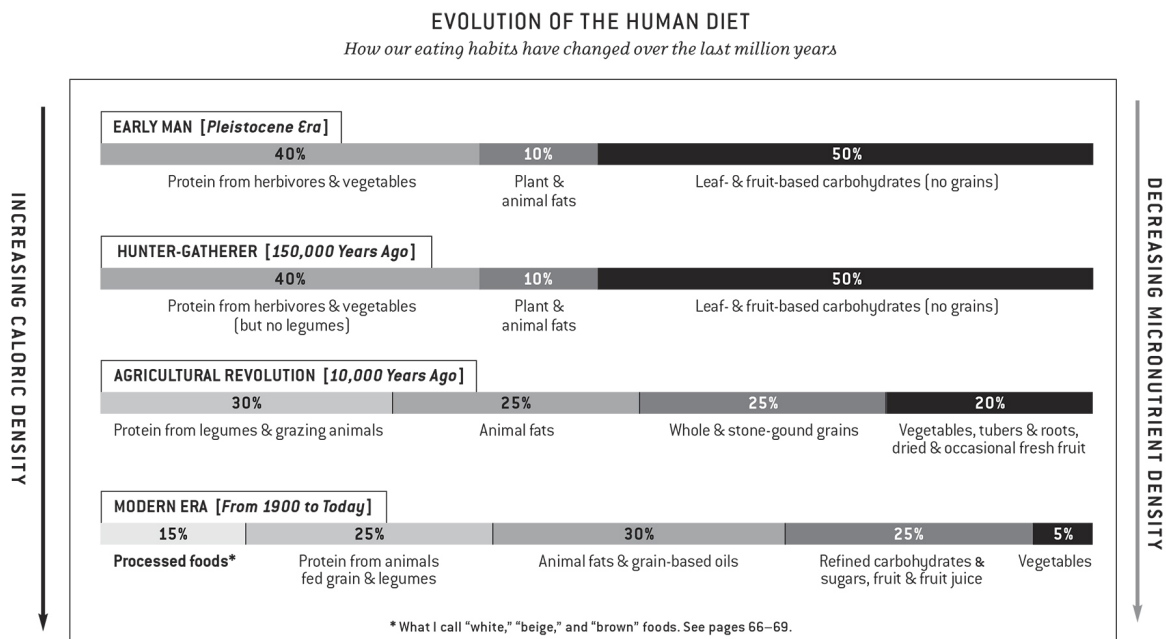 EVOLUTION OF THE HUMAN DIET
How our eating habits have changed over the last million years
INCREASING CALORIC DENSITY
DECREASING MICRONUTRIENT DENSITY
EARLY MAN [Pleistocene Era]
40% 10% 50%
Protein from herbivores & vegetables Plant & Leaf- & fruit-based carbohydrates (no grains)
animal fats
HUNTER-GATHERER [150,000 Years Ago]
40% 10% 50%
Protein from herbivores & vegetables Plant & Leaf- & fruit-based carbohydrates (no grains)
(but no legumes) animal fats
AGRICULTURAL REVOLUTION [10,000 Years Ago]
30% 25% 25% 20%
Protein from legumes & grazing animals Animal fats Whole & stone-gound grains Vegetables, tubers & roots,
dried & occasional fresh fruit
MODERN ERA [From 1900 to Today]
15% 25% 30% 25% 5%
Processed foods* Protein from animals Animal fats & grain-based oils Refined carbohydrates & Vegetables
fed grain & legumes sugars, fruit & fruit juice
* What I call “white,” “beige,” and “brown” foods. See pages 66–69.